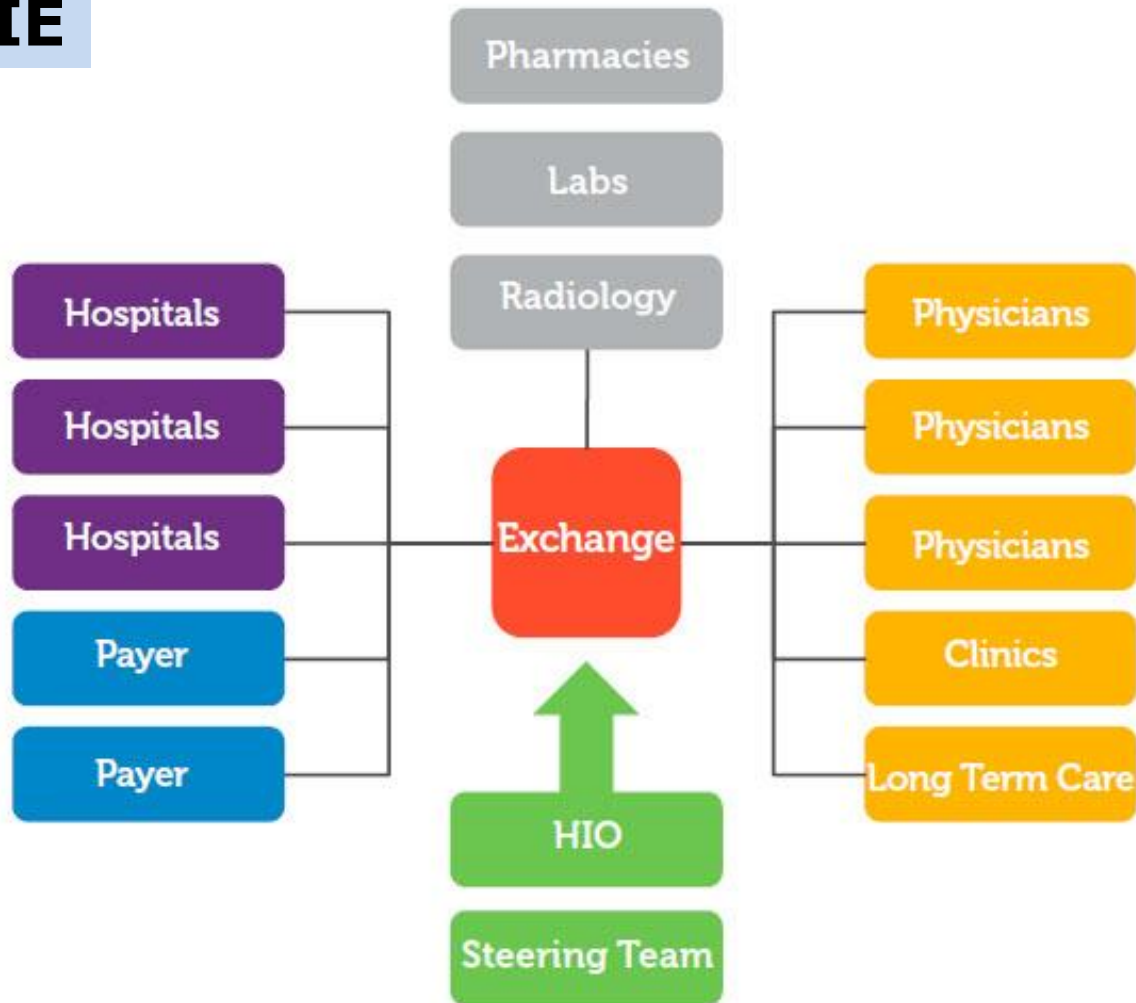 IE
Pharmacies
Labs
Radiology
Hospitals
Hospitals
Hospitals
Payer
Payer
Exchange
Physicians
Physicians
Physicians
Clinics
Long Term Care
HIO
Steering Team